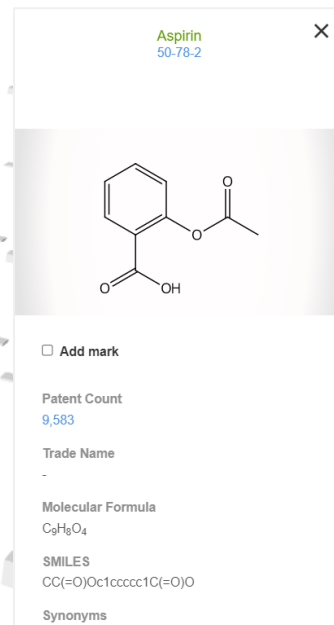 Aspirin
50-78-2
O
O
O
OH
Add mark
Patent Count
9,583
Trade Name
-
Molecular Formula
C₉H₈O₄
SMILES
CC(=O)Oc1ccccc1C(=O)O
Synonyms